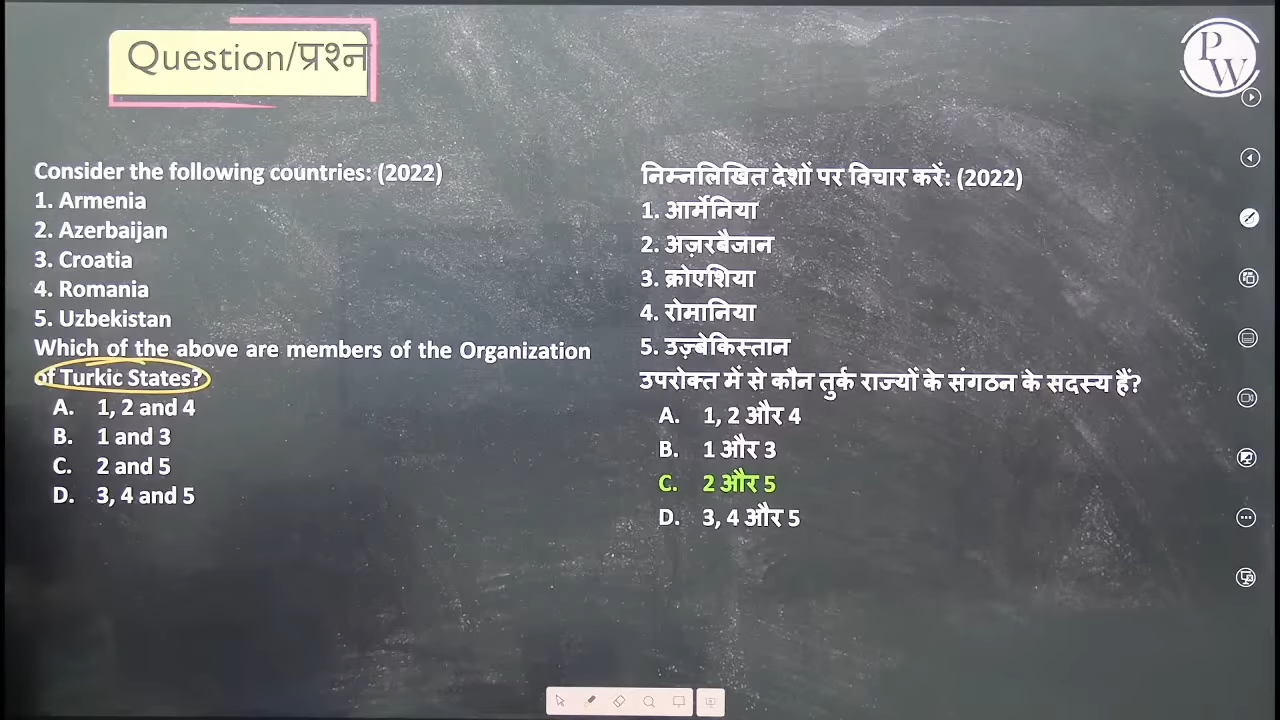 Question/प्रश्न
PW
Consider the following countries: (2022)
1. Armenia
2. Azerbaijan
3. Croatia
4. Romania
5. Uzbekistan
Which of the above are members of the Organization
of Turkic States?
A. 1, 2 and 4
B. 1 and 3
C. 2 and 5
D. 3, 4 and 5
निम्नलिखित देशों पर विचार करें: (2022)
1. आर्मेनिया
2. अज़रबैजान
3. क्रोएशिया
4. रोमानिया
5. उज़्बेकिस्तान
उपरोक्त में से कौन तुर्क राज्यों के संगठन के सदस्य हैं?
A. 1, 2 और 4
B. 1 और 3
C. 2 और 5
D. 3, 4 और 5